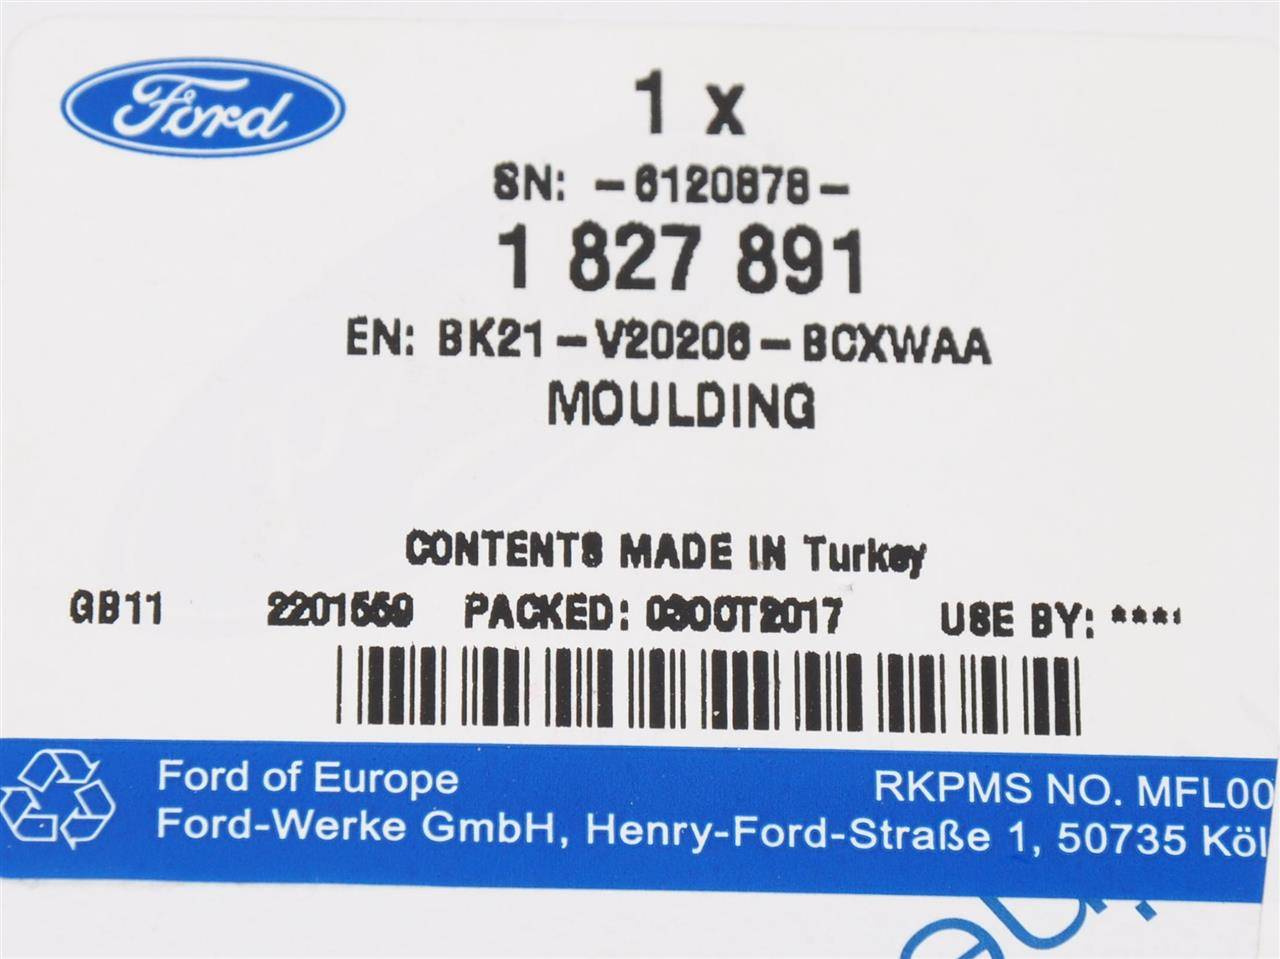 Ford
1 x
SN: -6120878-
1 827 891
EN: BK21-V20206-BCXWAA
MOULDING
CONTENTS MADE IN Turkey
GB11 2201559 PACKED: 03OCT2017 USE BY: ****
Ford of Europe RKPMS NO. MFL00
Ford-Werke GmbH, Henry-Ford-Straße 1, 50735 Köl